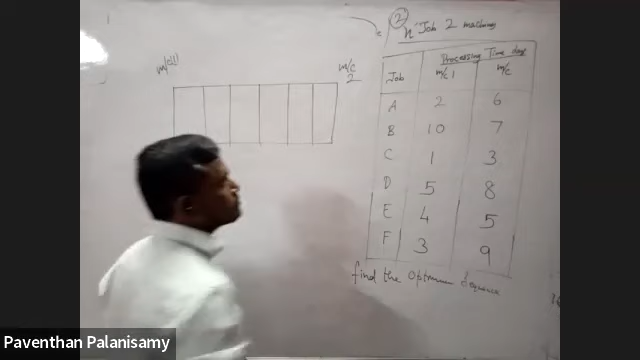 2
n Job 2 machine
Processing Time days
Job m/c 1 m/c
A 2 6
B 10 7
C 1 3
D 5 8
E 4 5
F 3 9
find the Optimum Sequence
m/c(1)
m/c 2
Paventhan Palanisamy